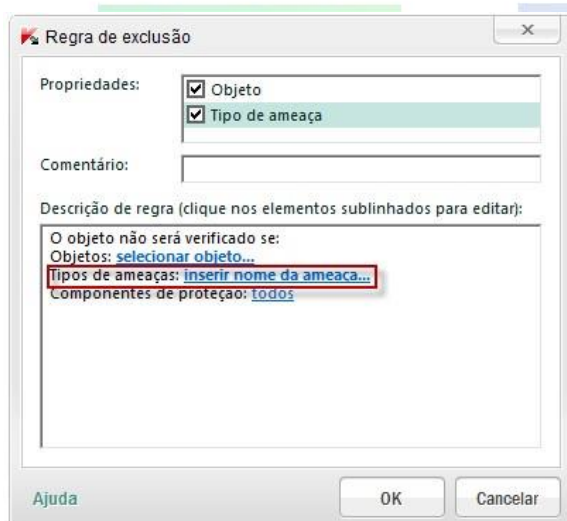 Regra de exclusão
Propriedades:
Objeto
Tipo de ameaça
Comentário:
Descrição de regra (clique nos elementos sublinhados para editar):
O objeto não será verificado se:
Objetos: selecionar objeto...
Tipos de ameaças: inserir nome da ameaça...
Componentes de proteção: todos
Ajuda
OK
Cancelar